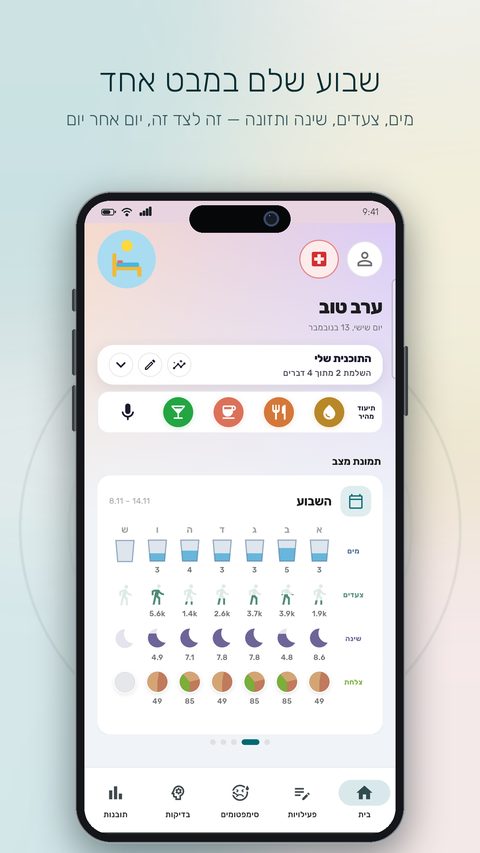 שבוע שלם במבט אחד
מים, צעדים, שינה ותזונה – זה לצד זה, יום אחר יום
9:41
ערב טוב
יום שישי, 13 בנובמבר
התוכנית שלי
השלמת 2 מתוך 4 דברים
תיעוד
מהיר
תמונת מצב
השבוע
8.11 – 14.11
א ב ג ד ה ו ש
מים
3 5 3 3 4 3
צעדים
1.9k 3.9k 3.7k 2.6k 1.4k 5.6k
שינה
8.6 4.8 7.8 7.8 7.1 4.9
צלחת
49 85 85 49 85 49
בית פעילויות סימפטומים בדיקות תובנות